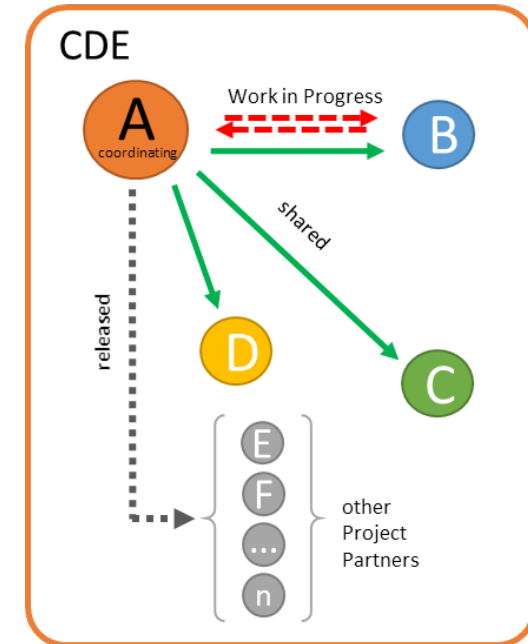 CDE
A
coordinating
Work in Progress
B
shared
released
D
C
E
F
...
n
other
Project
Partners